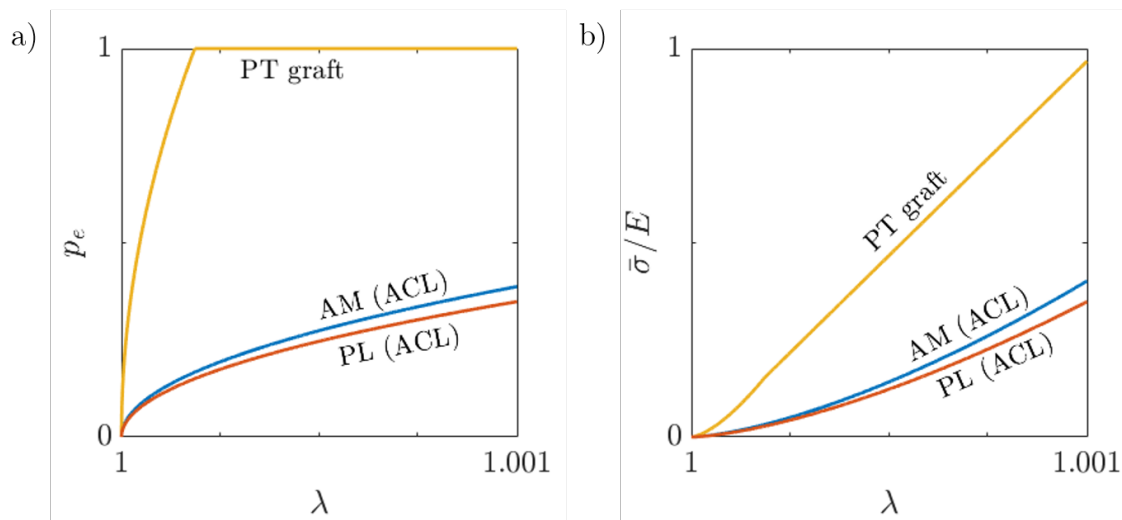 a)
1
PT graft
p_e
AM (ACL)
PL (ACL)
0
1
1.001
λ
b)
1
PT graft
σ̄/E
AM (ACL)
PL (ACL)
0
1
1.001
λ